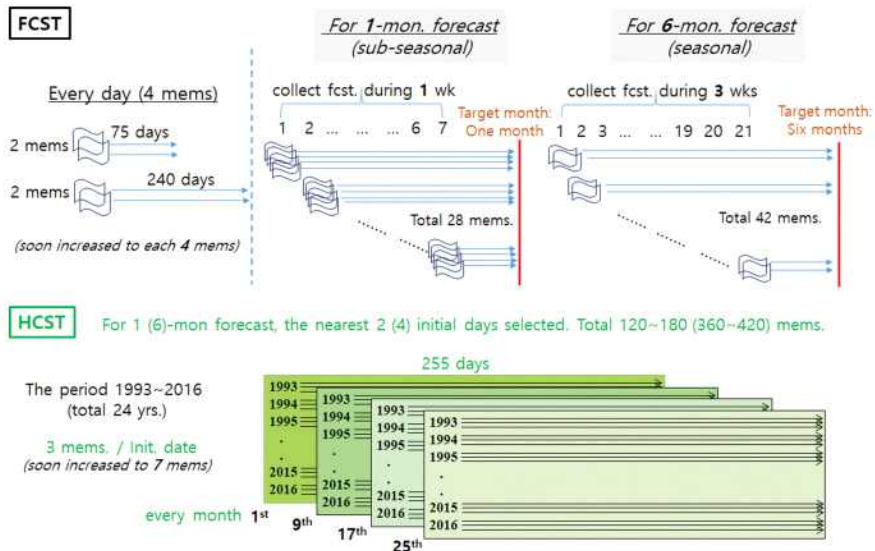 FCST
For 1-mon. forecast
(sub-seasonal)
For 6-mon. forecast
(seasonal)
Every day (4 mems)
2 mems
75 days
2 mems
240 days
(soon increased to each 4 mems)
collect fcst. during 1 wk
1 2 ... ... ... 6 7
Target month:
One month
Total 28 mems.
collect fcst. during 3 wks
1 2 3 ... ... 19 20 21
Target month:
Six months
Total 42 mems.
HCST
For 1 (6)-mon forecast, the nearest 2 (4) initial days selected. Total 120~180 (360~420) mems.
255 days
The period 1993~2016
(total 24 yrs.)
3 mems. / Init. date
(soon increased to 7 mems)
1993
1994
1995
2015
2016
1993
1994
1995
2015
2016
1993
1994
1995
2015
2016
1993
1994
1995
2015
2016
every month 1st
9th
17th
25th